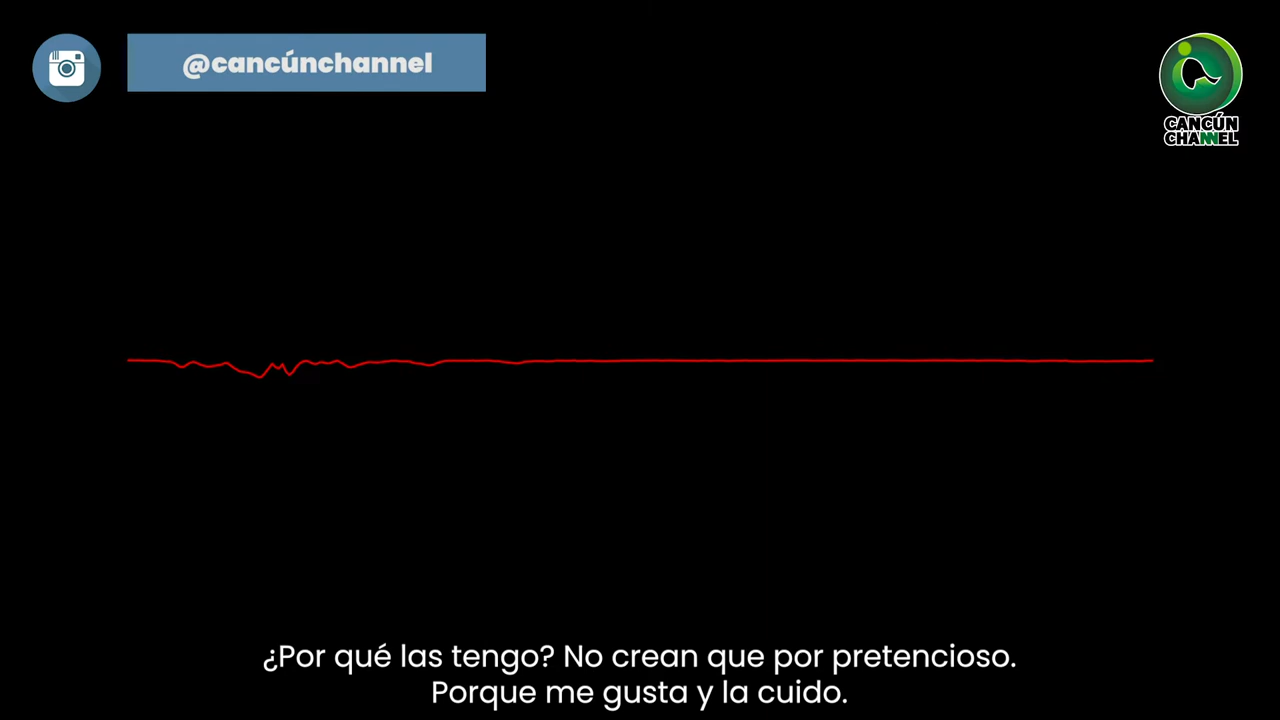 @cancúnchannel
CANCÚN
CHANNEL
¿Por qué las tengo? No crean que por pretencioso.
Porque me gusta y la cuido.